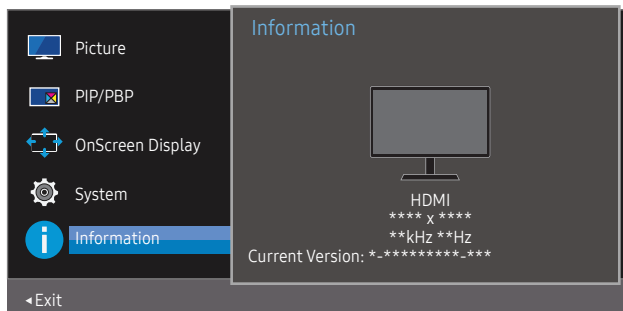 Picture
PIP/PBP
OnScreen Display
System
Information
Information
HDMI
**** x ****
**kHz **Hz
Current Version: *-*********-***
◂Exit